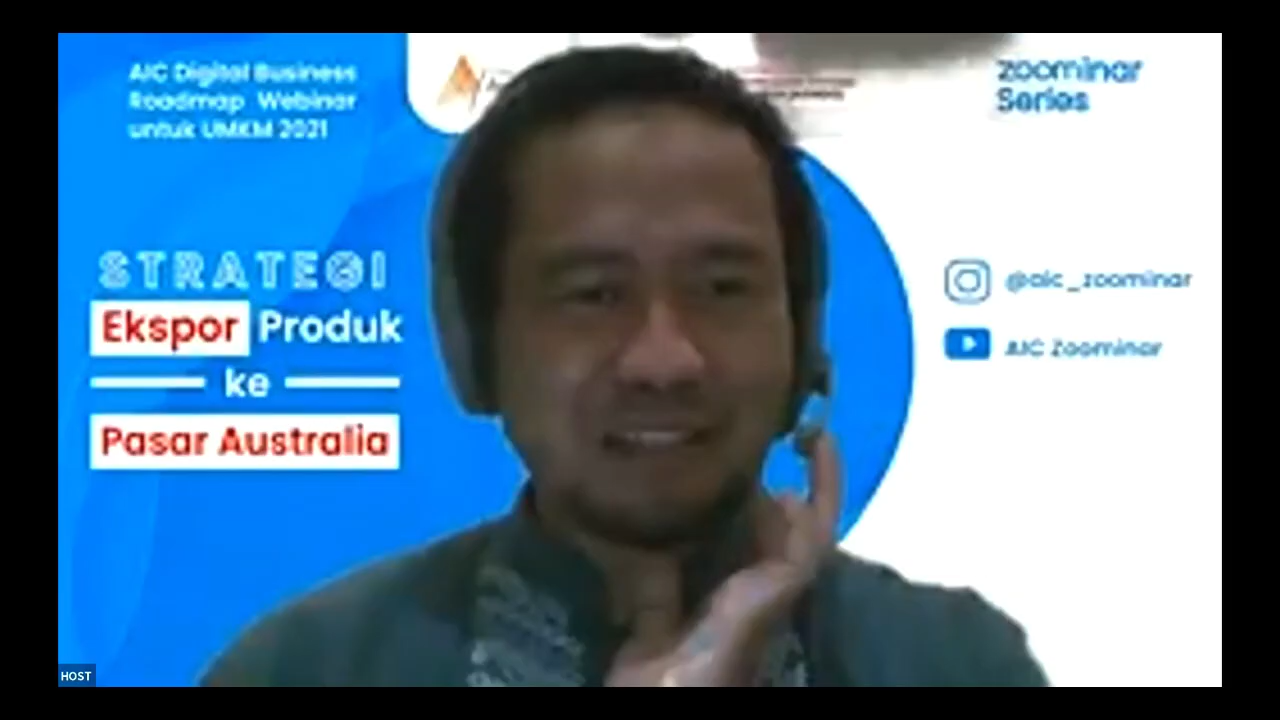 AIC Digital Business
Roadmap Webinar
untuk UMKM 2021
zoominar
Series
STRATEGI
Ekspor Produk
ke
Pasar Australia
@aic_zoominar
AIC Zoominar
HOST